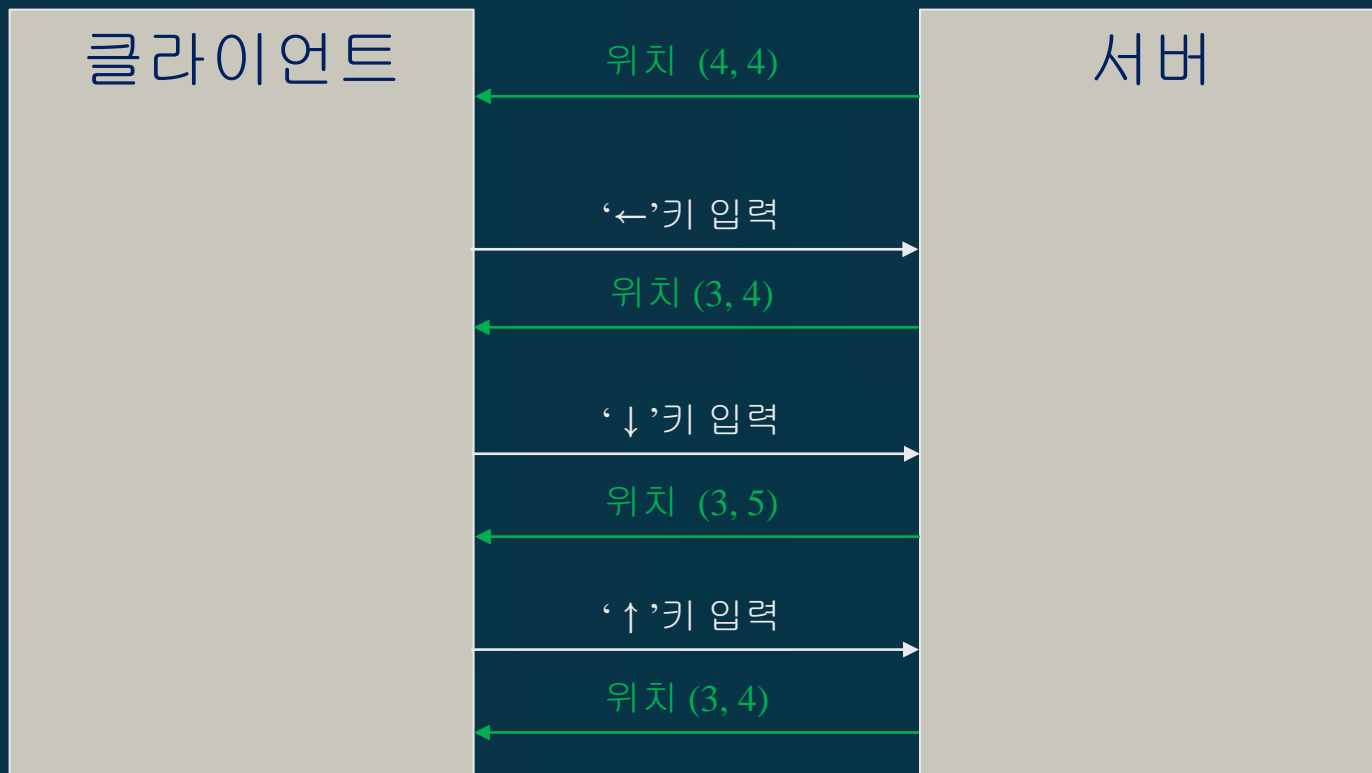 클라이언트
서버
위치 (4, 4)
‘←’키 입력
위치 (3, 4)
‘↓’키 입력
위치 (3, 5)
‘↑’키 입력
위치 (3, 4)